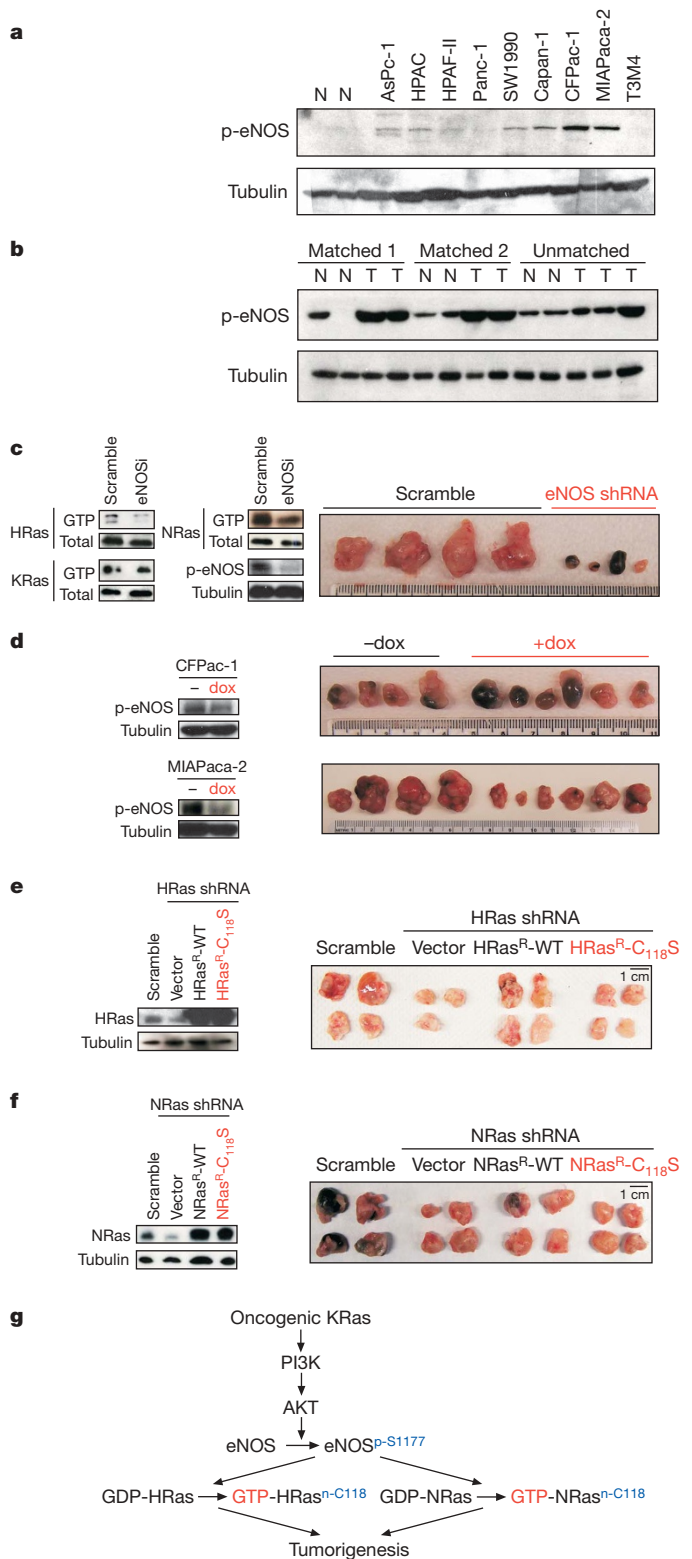 a
N N AsPc-1 HPAC HPAF-II Panc-1 SW1990 Capan-1 CFPac-1 MIAPaca-2 T3M4
p-eNOS
Tubulin
b
Matched 1 Matched 2 Unmatched
N N T T N N T T N N T T T
p-eNOS
Tubulin
c
Scramble eNOSi Scramble eNOSi
Scramble eNOS shRNA
HRas GTP NRas GTP
Total Total
KRas GTP p-eNOS
Total Tubulin
d
–dox +dox
CFPac-1
– dox
p-eNOS
Tubulin
MIAPaca-2
– dox
p-eNOS
Tubulin
e
HRas shRNA
Scramble Vector HRasR-WT HRasR-C118S
HRas
Tubulin
HRas shRNA
Scramble Vector HRasR-WT HRasR-C118S
1 cm
f
NRas shRNA
Scramble Vector NRasR-WT NRasR-C118S
NRas
Tubulin
NRas shRNA
Scramble Vector NRasR-WT NRasR-C118S
1 cm
g
Oncogenic KRas
PI3K
AKT
eNOS eNOSp-S1177
GDP-HRas GTP-HRasn-C118 GDP-NRas GTP-NRasn-C118
Tumorigenesis